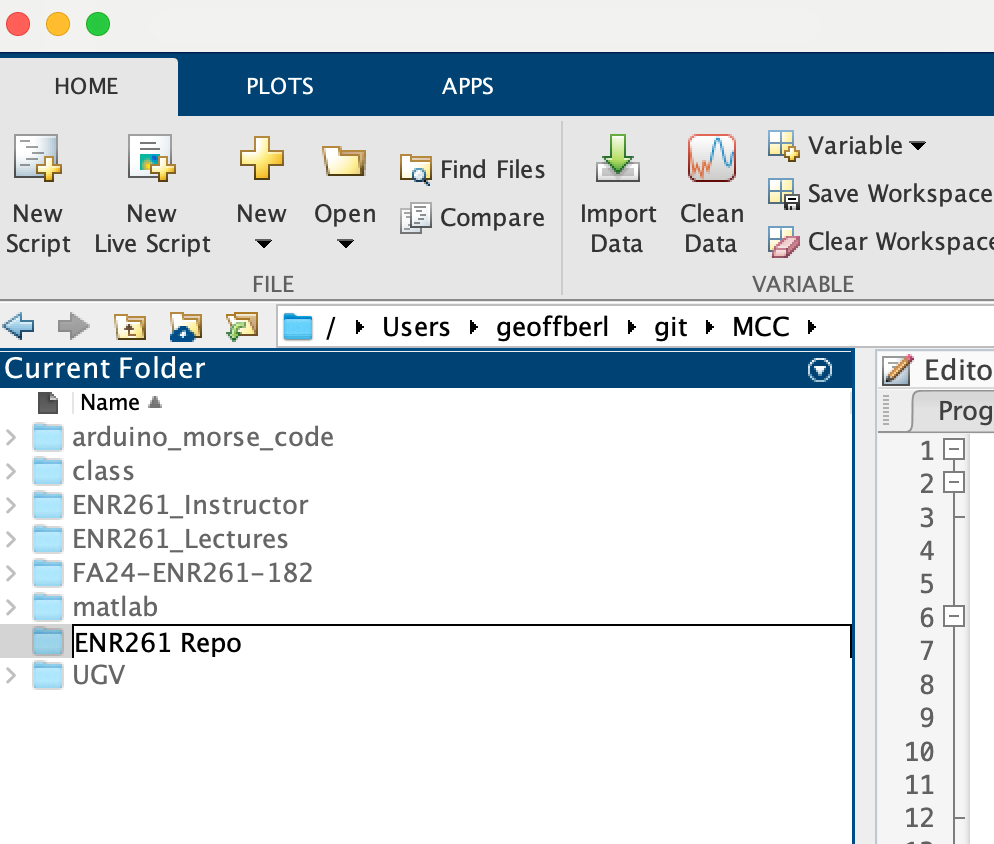 HOME PLOTS APPS
New Script
New Live Script
New
Open
Find Files
Compare
Import Data
Clean Data
Variable
Save Workspace
Clear Workspace
FILE VARIABLE
/ Users geoffberl git MCC
Current Folder
Name
arduino_morse_code
class
ENR261_Instructor
ENR261_Lectures
FA24-ENR261-182
matlab
ENR261 Repo
UGV
Edito
Prog
1
2
3
4
5
6
7
8
9
10
11
12